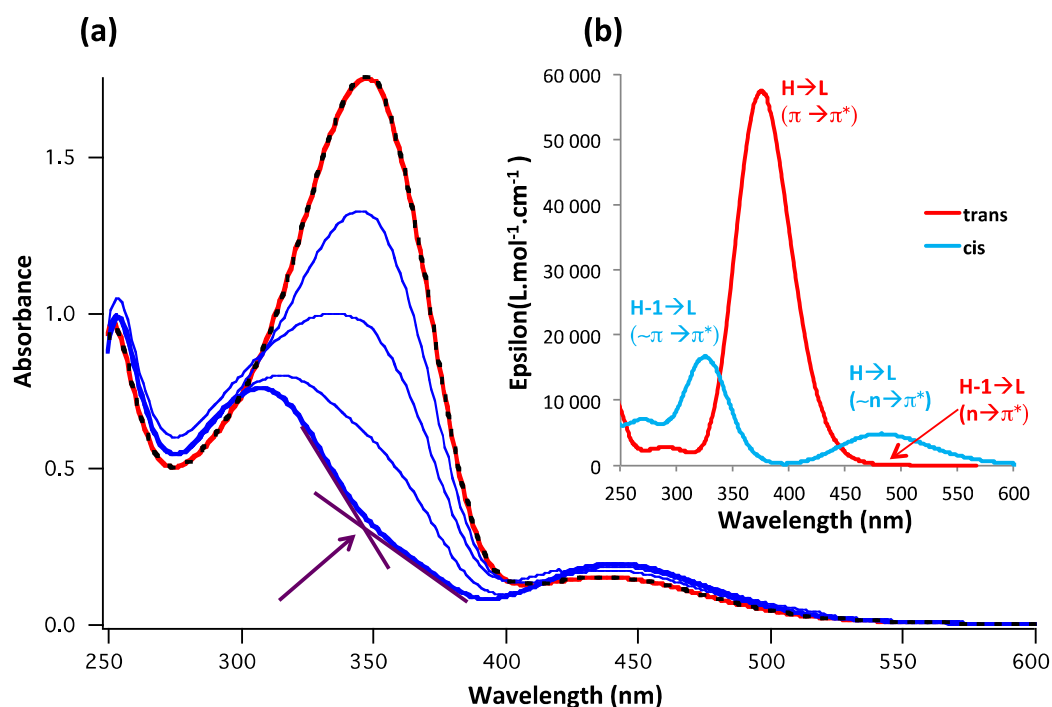 (a)
Absorbance
1.5
1.0
0.5
0.0
250
300
350
400
450
500
550
600
Wavelength (nm)
(b)
Epsilon(L.mol⁻¹.cm⁻¹ )
60 000
50 000
40 000
30 000
20 000
10 000
0
250
300
350
400
450
500
550
600
Wavelength (nm)
H→L
(π →π*)
trans
cis
H-1→L
(~π →π*)
H→L
(~n→π*)
H-1→L
(n→π*)